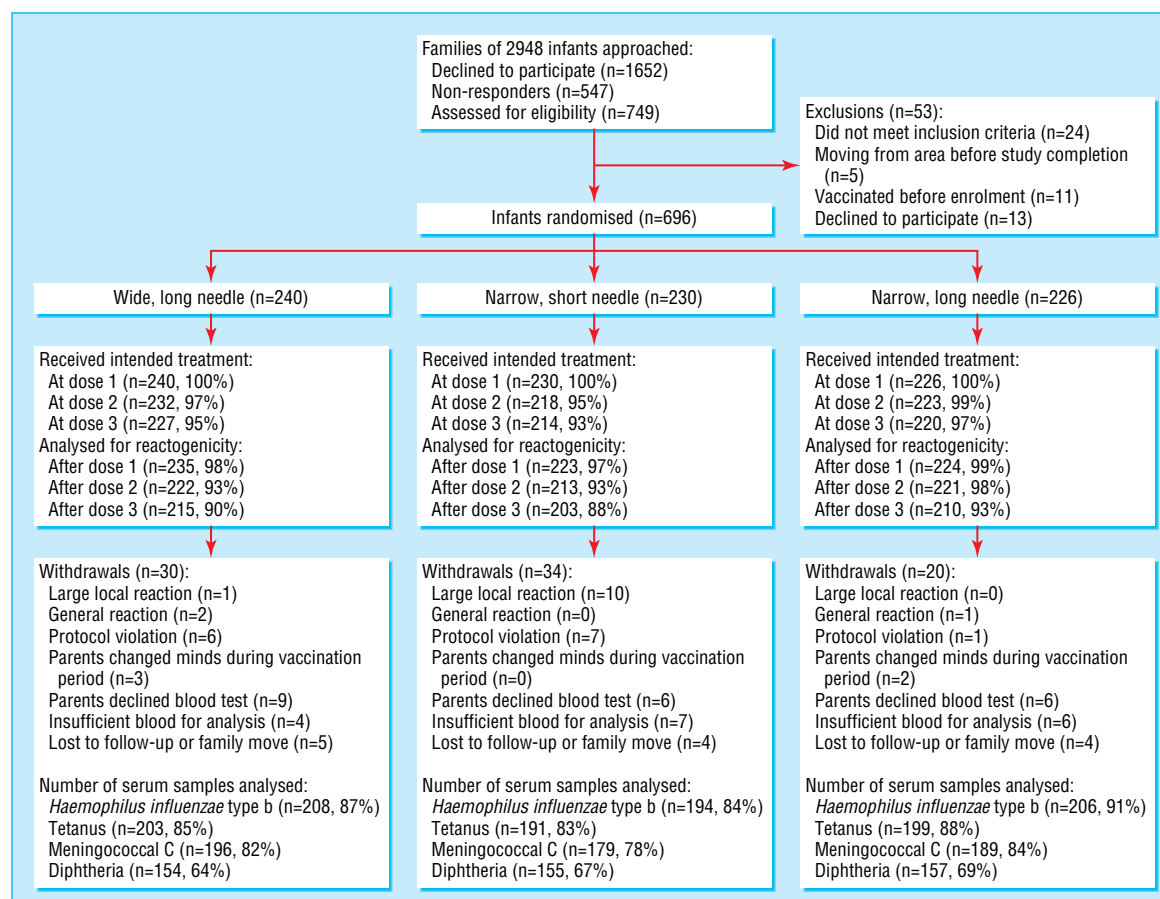 Families of 2948 infants approached:
Declined to participate (n=1652)
Non-responders (n=547)
Assessed for eligibility (n=749)
Exclusions (n=53):
Did not meet inclusion criteria (n=24)
Moving from area before study completion
(n=5)
Vaccinated before enrolment (n=11)
Declined to participate (n=13)
Infants randomised (n=696)
Wide, long needle (n=240)
Narrow, short needle (n=230)
Narrow, long needle (n=226)
Received intended treatment:
At dose 1 (n=240, 100%)
At dose 2 (n=232, 97%)
At dose 3 (n=227, 95%)
Analysed for reactogenicity:
After dose 1 (n=235, 98%)
After dose 2 (n=222, 93%)
After dose 3 (n=215, 90%)
Received intended treatment:
At dose 1 (n=230, 100%)
At dose 2 (n=218, 95%)
At dose 3 (n=214, 93%)
Analysed for reactogenicity:
After dose 1 (n=223, 97%)
After dose 2 (n=213, 93%)
After dose 3 (n=203, 88%)
Received intended treatment:
At dose 1 (n=226, 100%)
At dose 2 (n=223, 99%)
At dose 3 (n=220, 97%)
Analysed for reactogenicity:
After dose 1 (n=224, 99%)
After dose 2 (n=221, 98%)
After dose 3 (n=210, 93%)
Withdrawals (n=30):
Large local reaction (n=1)
General reaction (n=2)
Protocol violation (n=6)
Parents changed minds during vaccination
period (n=3)
Parents declined blood test (n=9)
Insufficient blood for analysis (n=4)
Lost to follow-up or family move (n=5)
Number of serum samples analysed:
Haemophilus influenzae type b (n=208, 87%)
Tetanus (n=203, 85%)
Meningococcal C (n=196, 82%)
Diphtheria (n=154, 64%)
Withdrawals (n=34):
Large local reaction (n=10)
General reaction (n=0)
Protocol violation (n=7)
Parents changed minds during vaccination
period (n=0)
Parents declined blood test (n=6)
Insufficient blood for analysis (n=7)
Lost to follow-up or family move (n=4)
Number of serum samples analysed:
Haemophilus influenzae type b (n=194, 84%)
Tetanus (n=191, 83%)
Meningococcal C (n=179, 78%)
Diphtheria (n=155, 67%)
Withdrawals (n=20):
Large local reaction (n=0)
General reaction (n=1)
Protocol violation (n=1)
Parents changed minds during vaccination
period (n=2)
Parents declined blood test (n=6)
Insufficient blood for analysis (n=6)
Lost to follow-up or family move (n=4)
Number of serum samples analysed:
Haemophilus influenzae type b (n=206, 91%)
Tetanus (n=199, 88%)
Meningococcal C (n=189, 84%)
Diphtheria (n=157, 69%)